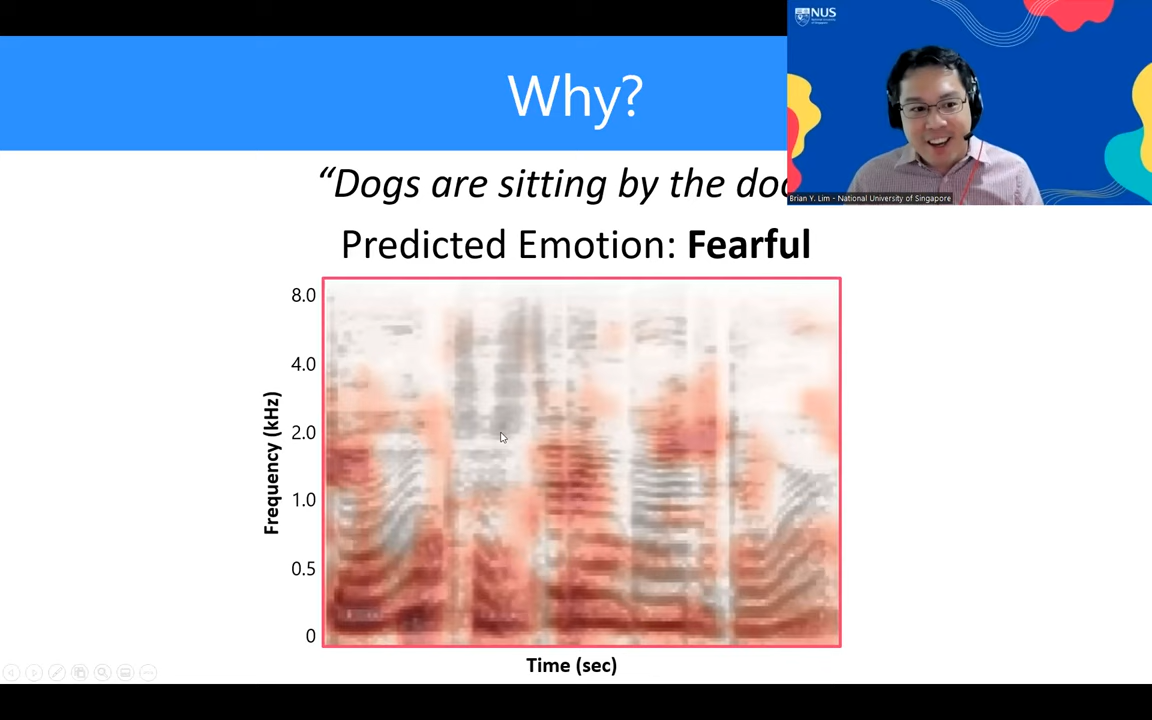 NUS
Why?
“Dogs are sitting by the
Brian Y. Lim - National University of Singapore
Predicted Emotion: Fearful
8.0
4.0
2.0
1.0
0.5
0
Frequency (kHz)
Time (sec)